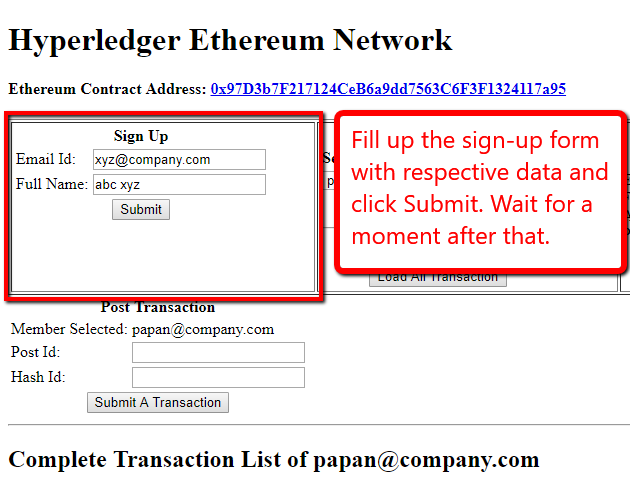 Hyperledger Ethereum Network
Ethereum Contract Address: 0x97D3b7F217124CeB6a9dd7563C6F3F1324117a95
Sign Up
Email Id: xyz@company.com
Full Name: abc xyz
Submit
Fill up the sign-up form
with respective data and
click Submit. Wait for a
moment after that.
Load All Transaction
Post Transaction
Member Selected: papan@company.com
Post Id:
Hash Id:
Submit A Transaction
Complete Transaction List of papan@company.com